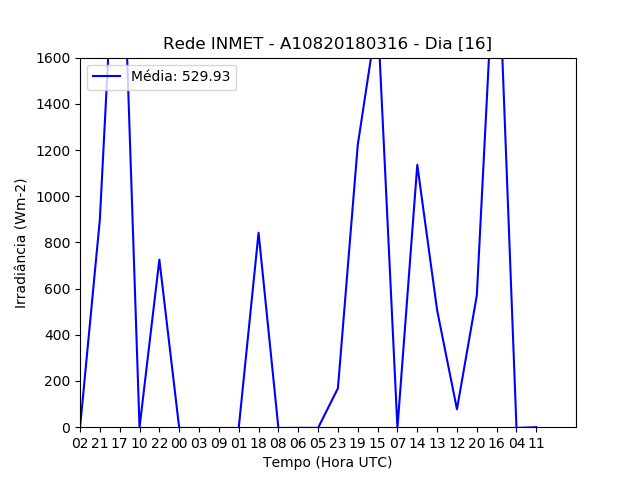 Rede INMET - A10820180316 - Dia [16]
Média: 529.93
Irradiância (Wm-2)
1600
1400
1200
1000
800
600
400
200
0
02 21 17 10 22 00 03 09 01 18 08 06 05 23 19 15 07 14 13 12 20 16 04 11
Tempo (Hora UTC)